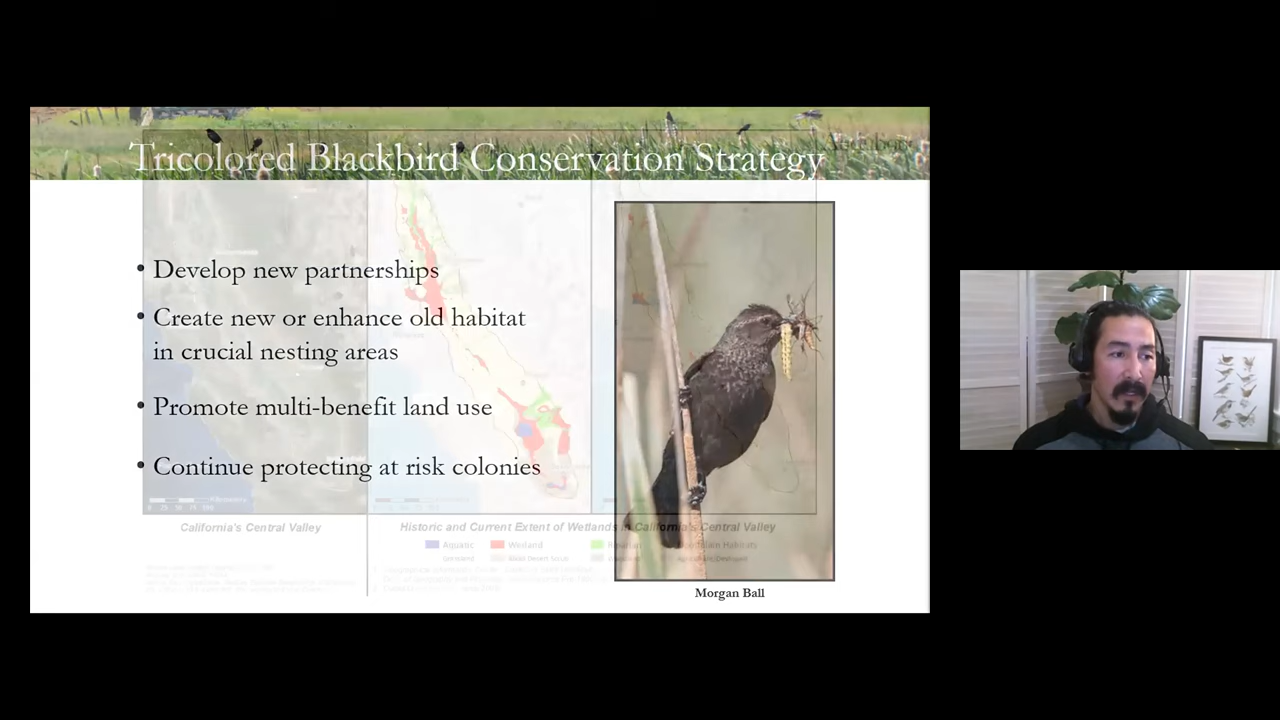 Tricolored Blackbird Conservation Strategy
• Develop new partnerships
• Create new or enhance old habitat
in crucial nesting areas
• Promote multi-benefit land use
• Continue protecting at risk colonies
California's Central Valley
Historic and Current Extent of Wetlands in California's Central Valley
Aquatic Wetland Riparian Habitats
Morgan Ball